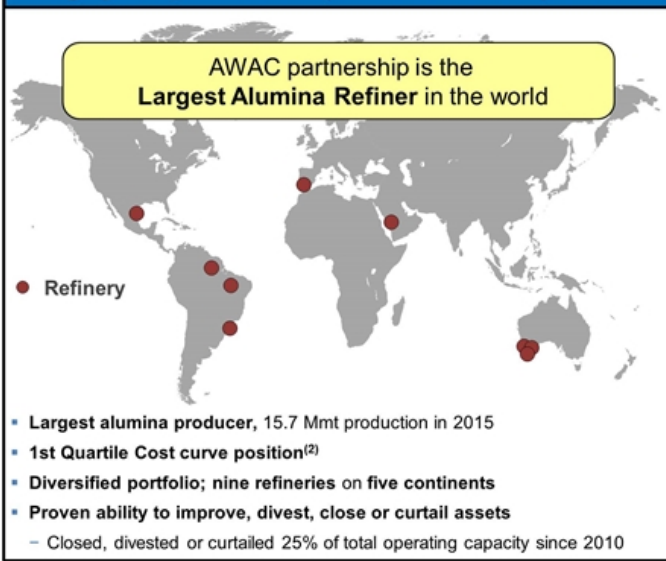 AWAC partnership is the
Largest Alumina Refiner in the world
Refinery
▪ Largest alumina producer, 15.7 Mmt production in 2015
▪ 1st Quartile Cost curve position(2)
▪ Diversified portfolio; nine refineries on five continents
▪ Proven ability to improve, divest, close or curtail assets
− Closed, divested or curtailed 25% of total operating capacity since 2010